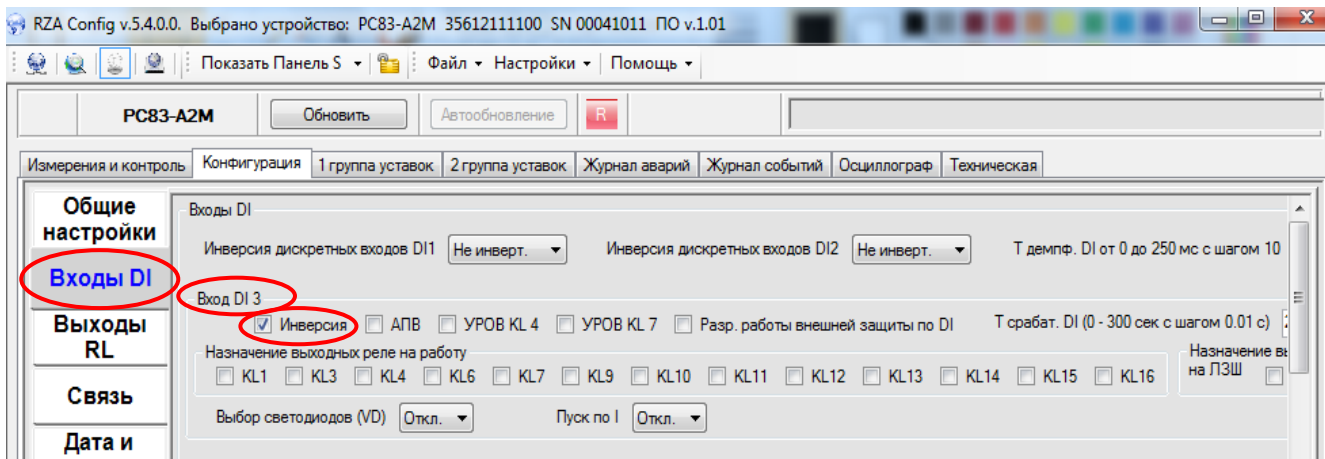 RZA Config v.5.4.0.0. Выбрано устройство: РС83-А2М 35612111100 SN 00041011 ПО v.1.01
Показать Панель S Файл Настройки Помощь
РС83-А2М Обновить Автообновление R
Измерения и контроль Конфигурация 1 группа уставок 2 группа уставок Журнал аварий Журнал событий Осциллограф Техническая
Общие
настройки
Входы DI
Выходы
RL
Связь
Дата и
Входы DI
Инверсия дискретных входов DI1 Не инверт. Инверсия дискретных входов DI2 Не инверт. Т демпф. DI от 0 до 250 мс с шагом 10
Вход DI 3
Инверсия АПВ УРОВ KL 4 УРОВ KL 7 Разр. работы внешней защиты по DI Т срабат. DI (0 - 300 сек с шагом 0.01 с)
Назначение выходных реле на работу
KL1 KL3 KL4 KL6 KL7 KL9 KL10 KL11 KL12 KL13 KL14 KL15 KL16
Назначение
на ЛЗШ
Выбор светодиодов (VD) Откл. Пуск по I Откл.